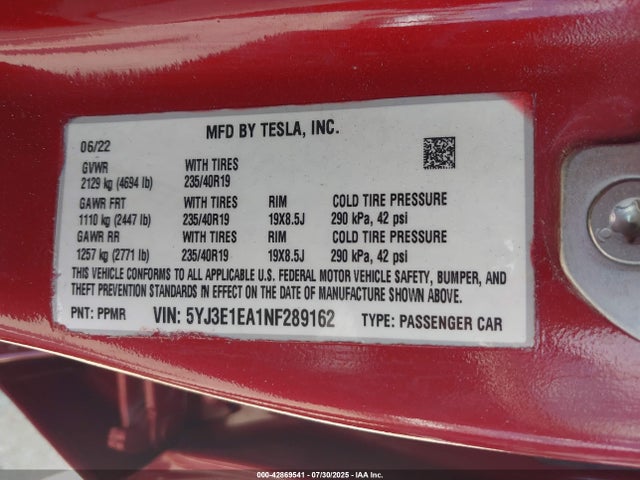 MFD BY TESLA, INC.
06/22
GVWR WITH TIRES
2129 kg (4694 lb) 235/40R19
GAWR FRT WITH TIRES RIM COLD TIRE PRESSURE
1110 kg (2447 lb) 235/40R19 19X8.5J 290 kPa, 42 psi
GAWR RR WITH TIRES RIM COLD TIRE PRESSURE
1257 kg (2771 lb) 235/40R19 19X8.5J 290 kPa, 42 psi
THIS VEHICLE CONFORMS TO ALL APPLICABLE U.S. FEDERAL MOTOR VEHICLE SAFETY, BUMPER, AND
THEFT PREVENTION STANDARDS IN EFFECT ON THE DATE OF MANUFACTURE SHOWN ABOVE.
PNT: PPMR VIN: 5YJ3E1EA1NF289162 TYPE: PASSENGER CAR
000-42869541 | 07/30/2025 | IAA Inc.